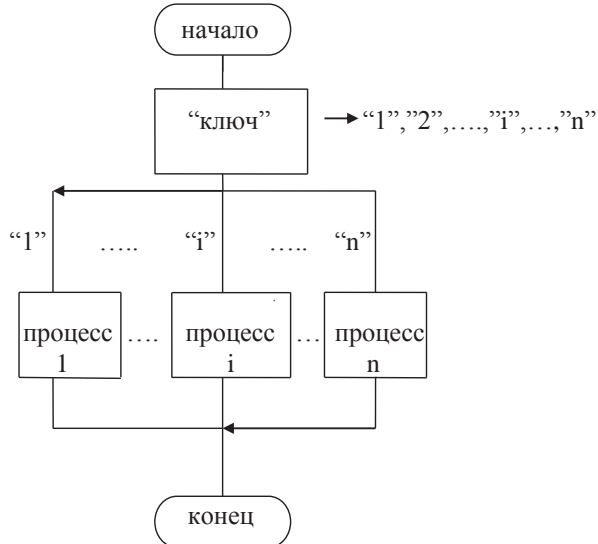 начало
“ключ”
“1”,”2”,….,”i”,…,”n”
“1” ….. “i” ….. “n”
процесс 1 …. процесс i … процесс n
конец